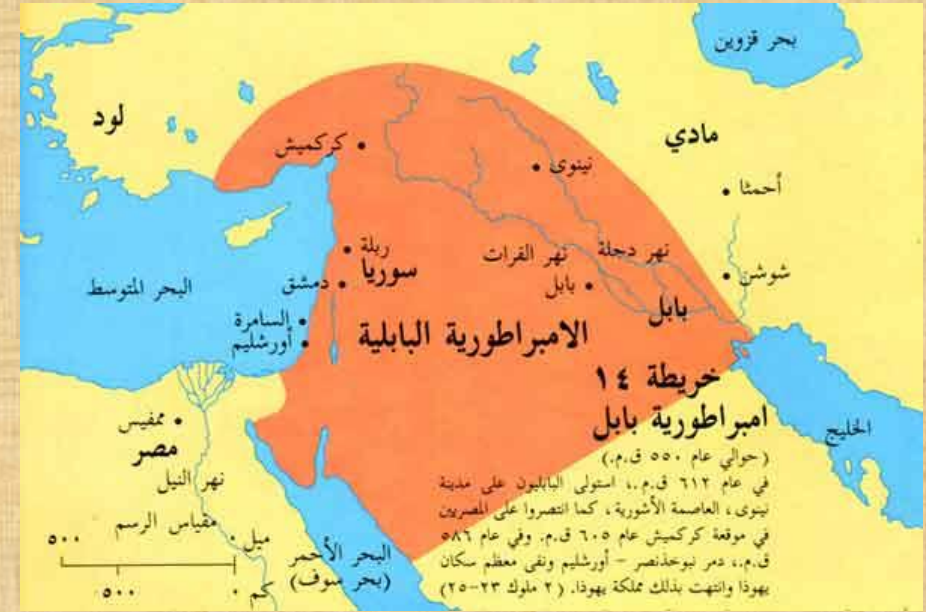 بحر قزوين
لود
مادي
كركميش
نينوى
أحمثا
ربلة
نهر الفرات
نهر دجلة
سوريا
شوشن
دمشق
بابل
البحر المتوسط
بابل
السامرة
أورشليم
الامبراطورية البابلية
خريطة ١٤
امبراطورية بابل
الخليج
(حوالي عام ٥٥٠ ق.م.)
في عام ٦١٢ ق.م.، استولى البابليون على مدينة
نينوى، العاصمة الأشورية، كما انتصروا على المصريين
في موقعة كركميش عام ٦٠٥ ق.م. وفي عام ٥٨٦
ق.م.، دمر نبوخذنصر - أورشليم ونفى معظم سكان
يهوذا وانتهت بذلك مملكة يهوذا. (٢ ملوك ٢٣-٢٥)
ممفيس
مصر
نهر النيل
مقياس الرسم
ميل ٠
٥٠٠
كم ٠
٥٠٠
البحر الأحمر
(بحر سوف)